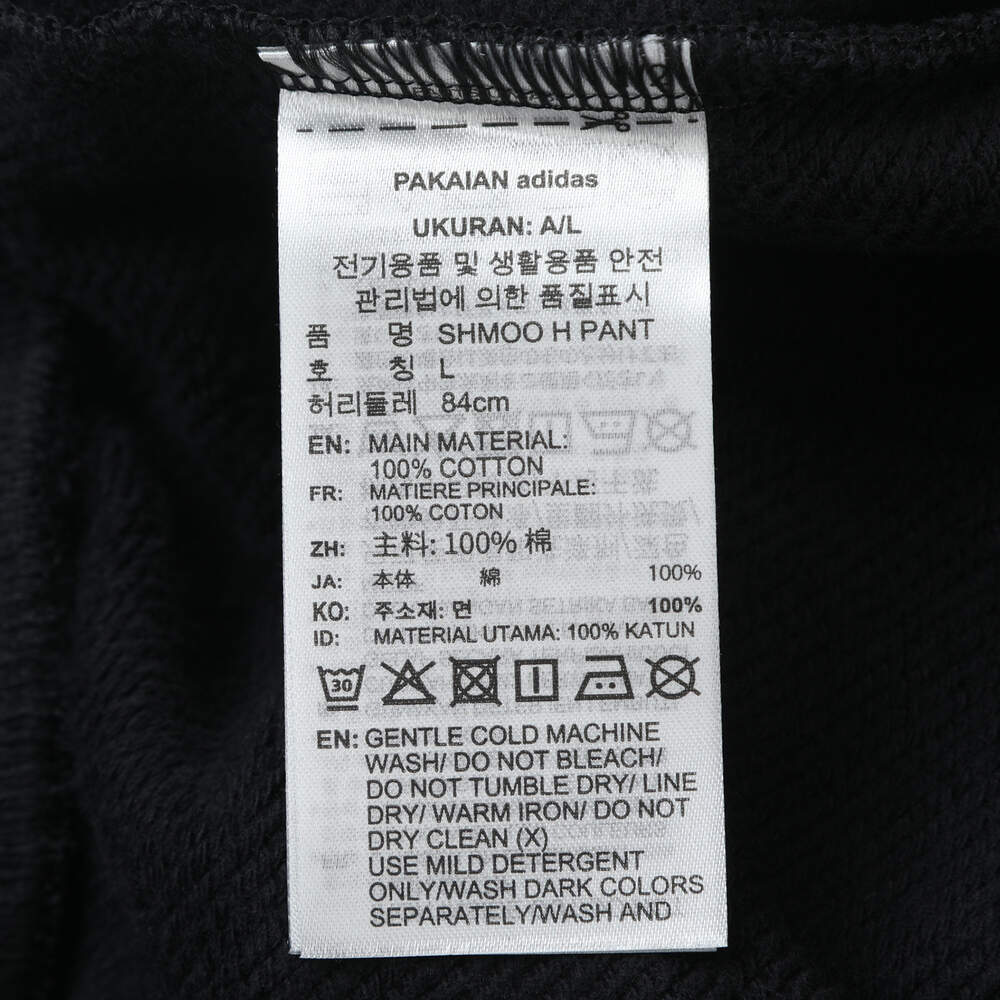 PAKAIAN adidas
UKURAN: A/L
전기용품 및 생활용품 안전
관리법에 의한 품질표시
품 명 SHMOO H PANT
호 칭 L
허리둘레 84cm
EN: MAIN MATERIAL:
100% COTTON
FR: MATIERE PRINCIPALE:
100% COTON
ZH: 主料: 100% 棉
JA: 本体 綿 100%
KO: 주소재: 면 100%
ID: MATERIAL UTAMA: 100% KATUN
30
EN: GENTLE COLD MACHINE
WASH/ DO NOT BLEACH/
DO NOT TUMBLE DRY/ LINE
DRY/ WARM IRON/ DO NOT
DRY CLEAN (X)
USE MILD DETERGENT
ONLY/WASH DARK COLORS
SEPARATELY/WASH AND